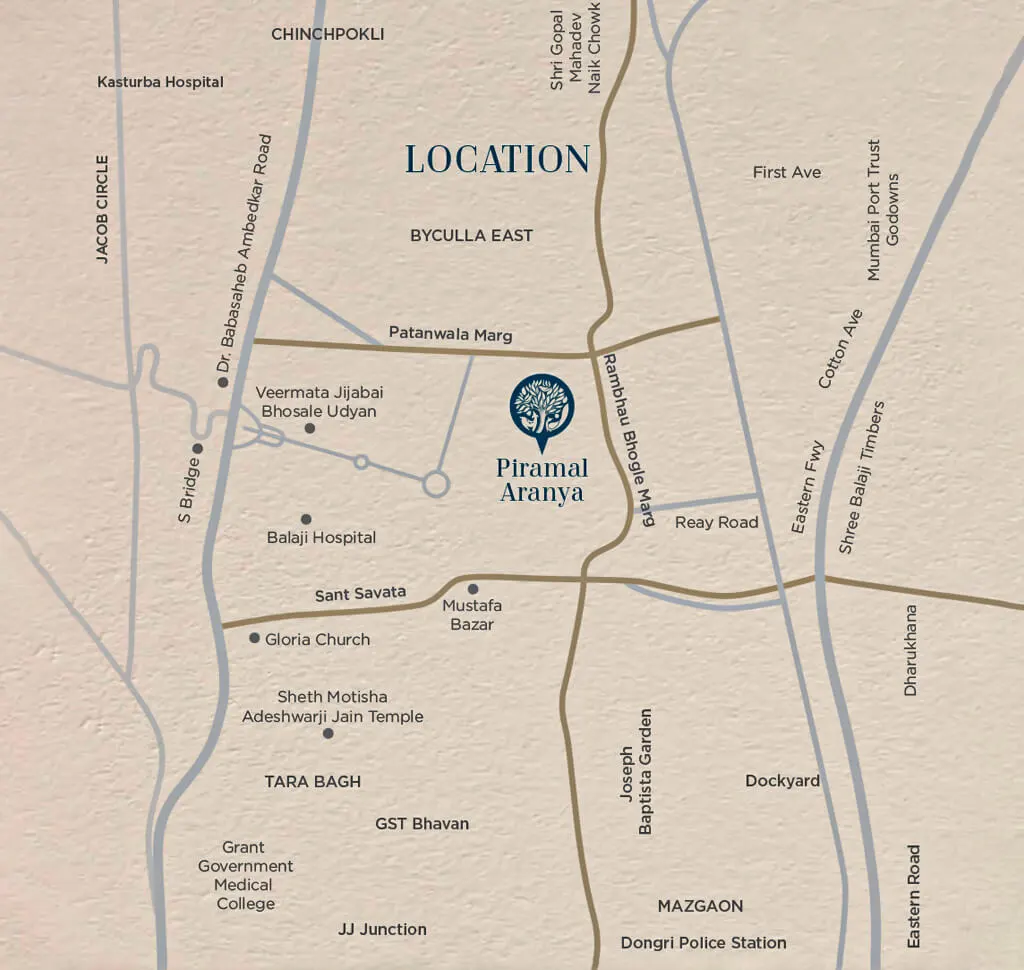 CHINCHPOKLI
Shri Gopal
Mahadev
Naik Chowk
Kasturba Hospital
JACOB CIRCLE
LOCATION
First Ave
Mumbai Port Trust
Godowns
Dr. Babasaheb Ambedkar Road
BYCULLA EAST
Patanwala Marg
Cotton Ave
Veermata Jijabai
Bhosale Udyan
Rambhau Bhogle Marg
Piramal
Aranya
S Bridge
Eastern Fwy
Shree Balaji Timbers
Balaji Hospital
Reay Road
Sant Savata
Mustafa
Bazar
Gloria Church
Dharukhana
Sheth Motisha
Adeshwarji Jain Temple
Joseph
Baptista Garden
TARA BAGH
Dockyard
GST Bhavan
Grant
Government
Medical
College
Eastern Road
MAZGAON
JJ Junction
Dongri Police Station